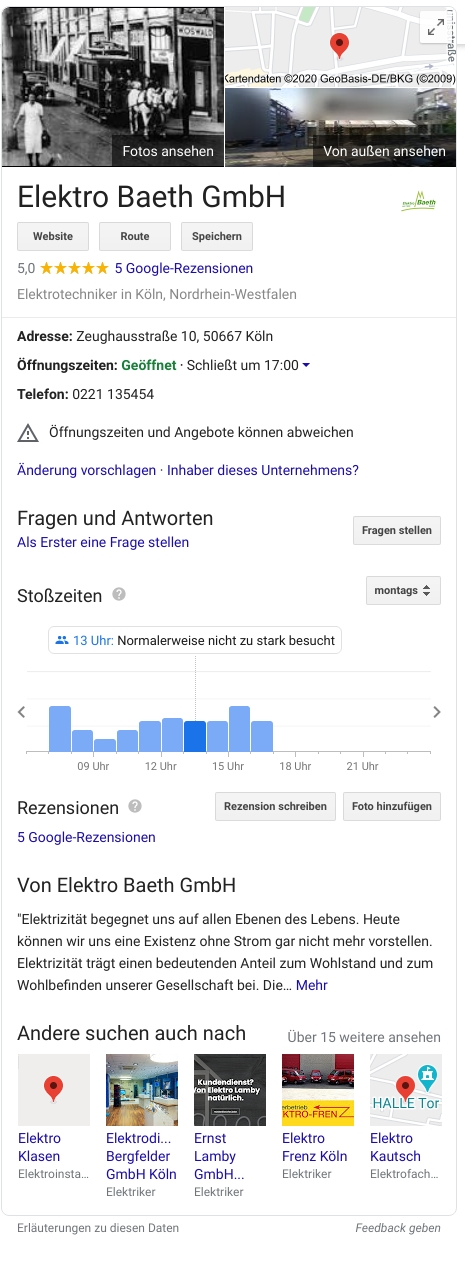 WOSWALD
Fotos ansehen
Kartendaten ©2020 GeoBasis-DE/BKG (©2009)
Von außen ansehen
Elektro Baeth GmbH
Baeth
Website
Route
Speichern
5,0 ★★★★★ 5 Google-Rezensionen
Elektrotechniker in Köln, Nordrhein-Westfalen
Adresse: Zeughausstraße 10, 50667 Köln
Öffnungszeiten: Geöffnet · Schließt um 17:00
Telefon: 0221 135454
Öffnungszeiten und Angebote können abweichen
Änderung vorschlagen · Inhaber dieses Unternehmens?
Fragen und Antworten
Als Erster eine Frage stellen
Fragen stellen
Stoßzeiten ?
montags
13 Uhr: Normalerweise nicht zu stark besucht
09 Uhr 12 Uhr 15 Uhr 18 Uhr 21 Uhr
Rezensionen ?
Rezension schreiben
Foto hinzufügen
5 Google-Rezensionen
Von Elektro Baeth GmbH
"Elektrizität begegnet uns auf allen Ebenen des Lebens. Heute
können wir uns eine Existenz ohne Strom gar nicht mehr vorstellen.
Elektrizität trägt einen bedeutenden Anteil zum Wohlstand und zum
Wohlbefinden unserer Gesellschaft bei. Die… Mehr
Andere suchen auch nach
Über 15 weitere ansehen
Kundendienst?
Von Elektro Lamby
natürlich.
KTRO-FREN
HALLE Tor
Elektro
Klasen
Elektroinsta...
Elektrodi...
Bergfelder
GmbH Köln
Elektriker
Ernst
Lamby
GmbH...
Elektriker
Elektro
Frenz Köln
Elektriker
Elektro
Kautsch
Elektrofach...
Erläuterungen zu diesen Daten
Feedback geben